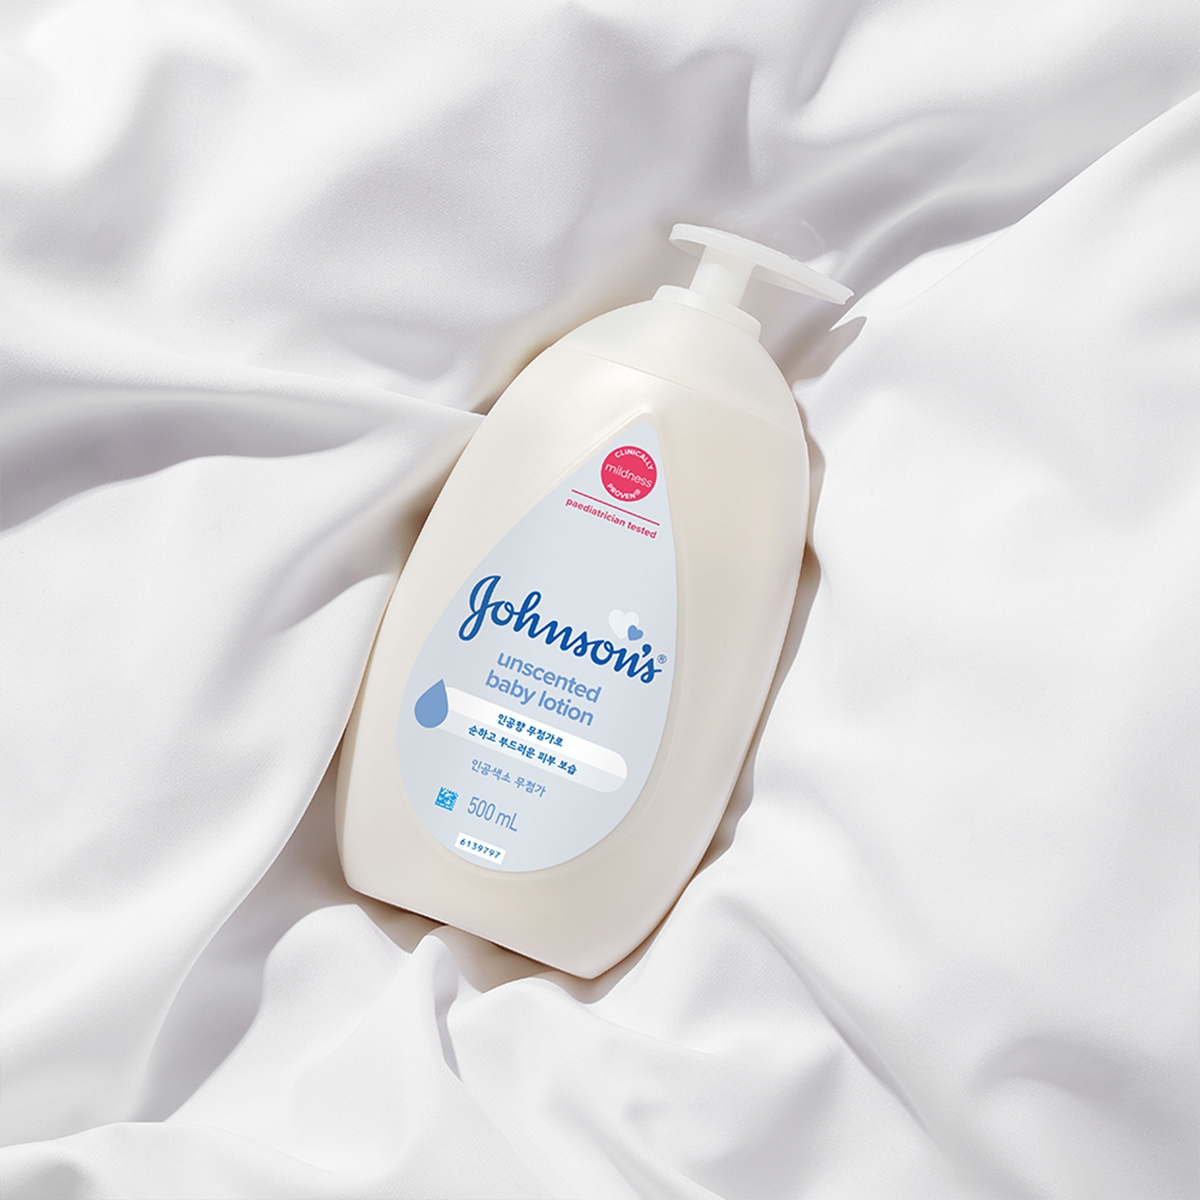 CLINICALLY
mildness
PROVEN®
paediatrician tested
Johnson's®
unscented
baby lotion
인공향 무첨가로
순하고 부드러운 피부 보습
인공색소 무첨가
500 mL
6139797